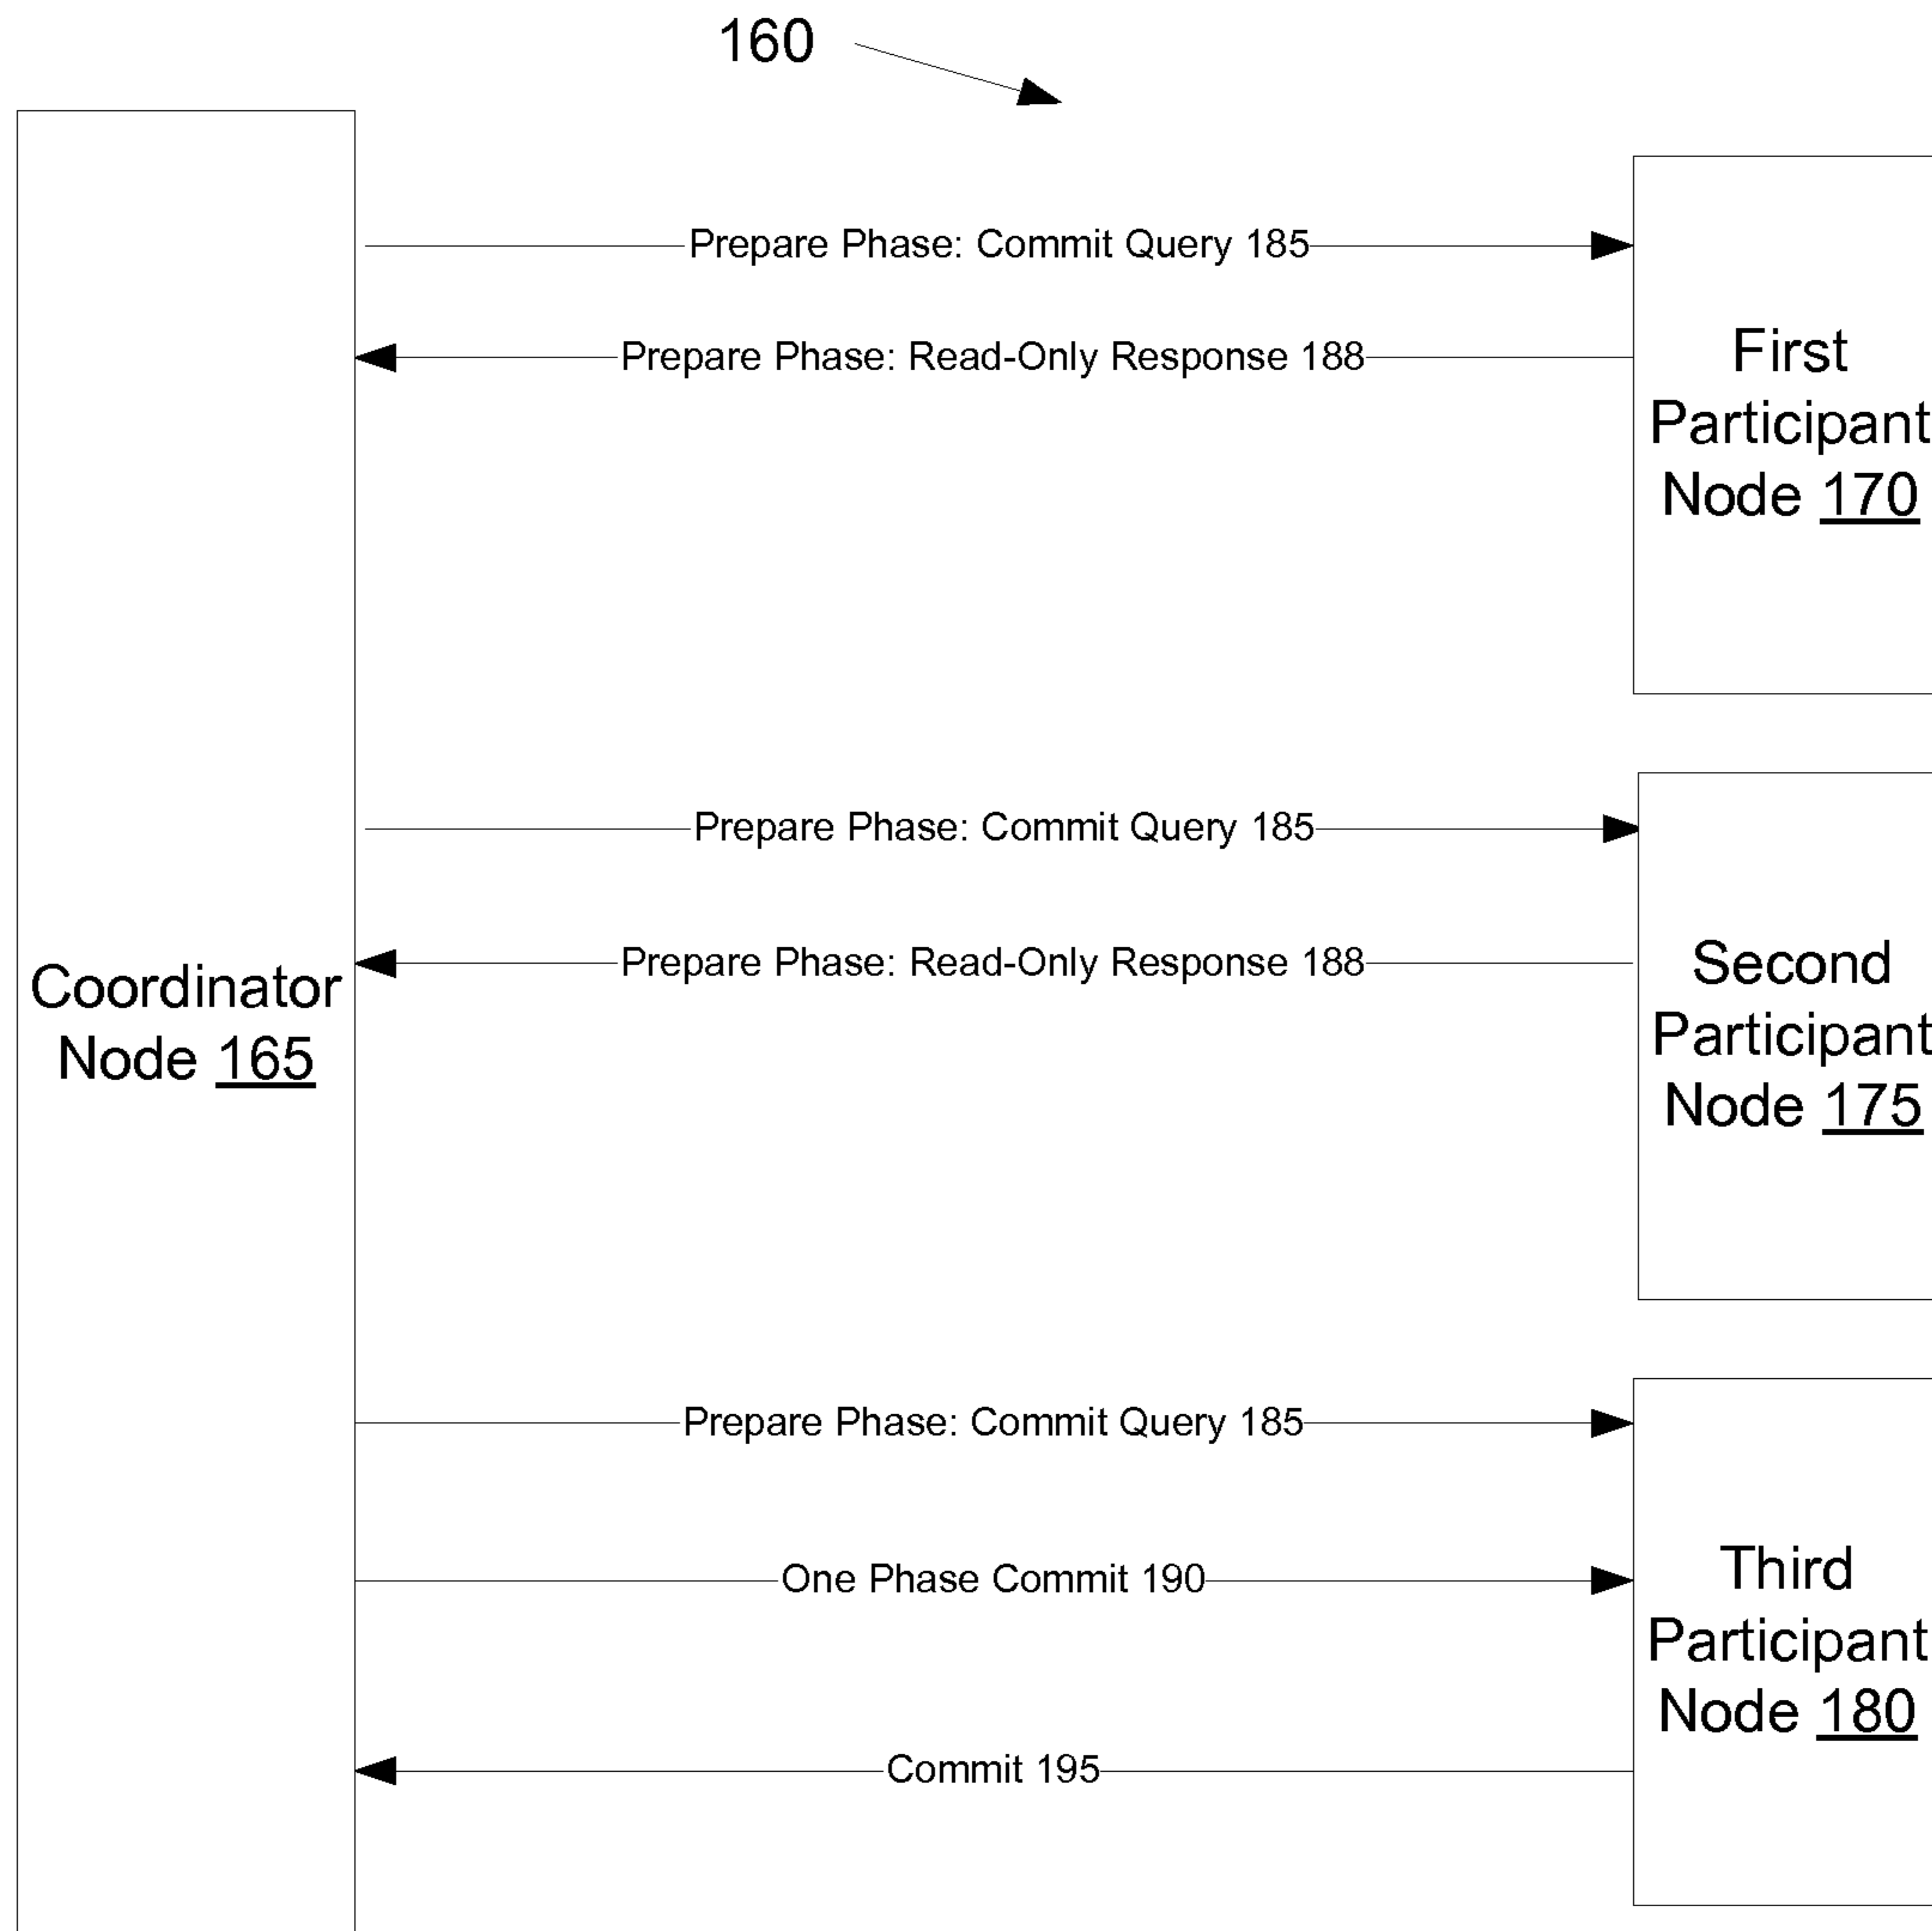 160
Prepare Phase: Commit Query 185
Prepare Phase: Read-Only Response 188
First
Participant
Node 170
Prepare Phase: Commit Query 185
Prepare Phase: Read-Only Response 188
Second
Participant
Node 175
Coordinator
Node 165
Prepare Phase: Commit Query 185
One Phase Commit 190
Commit 195
Third
Participant
Node 180